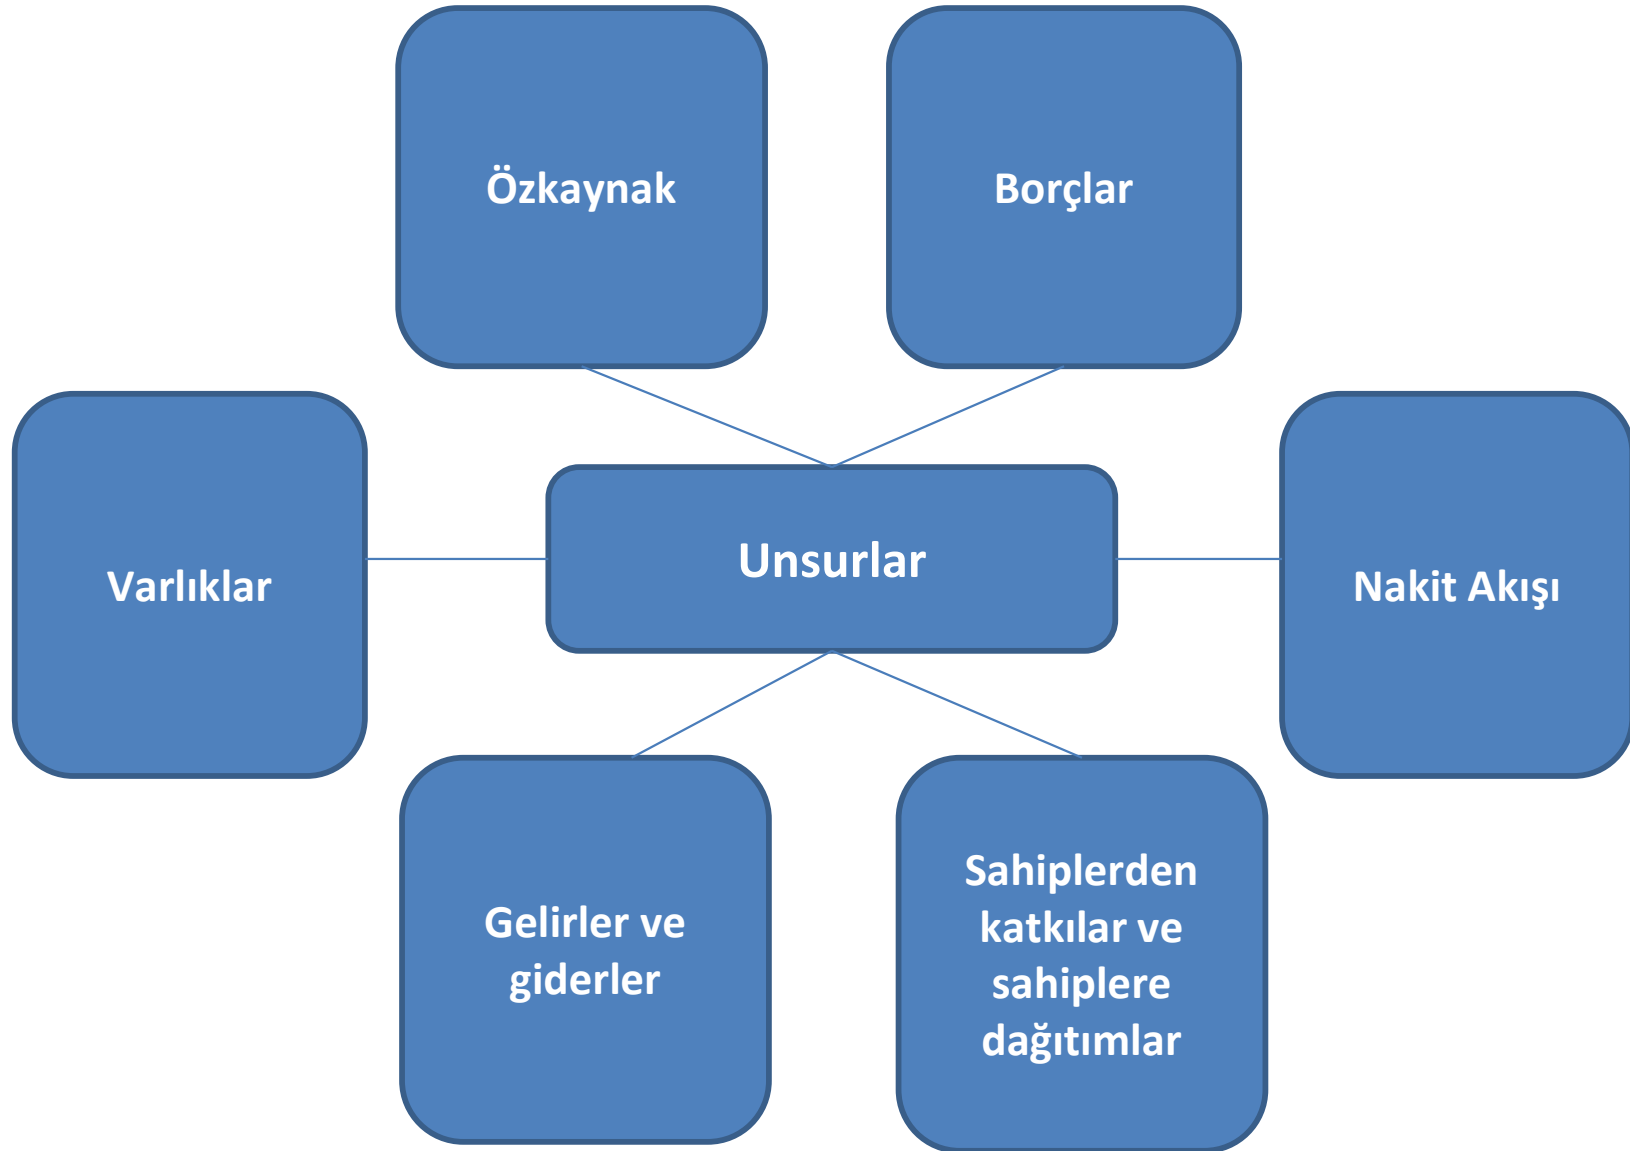 Özkaynak
Borçlar
Varlıklar
Unsurlar
Nakit Akışı
Gelirler ve
giderler
Sahiplerden
katkılar ve
sahiplere
dağıtımlar